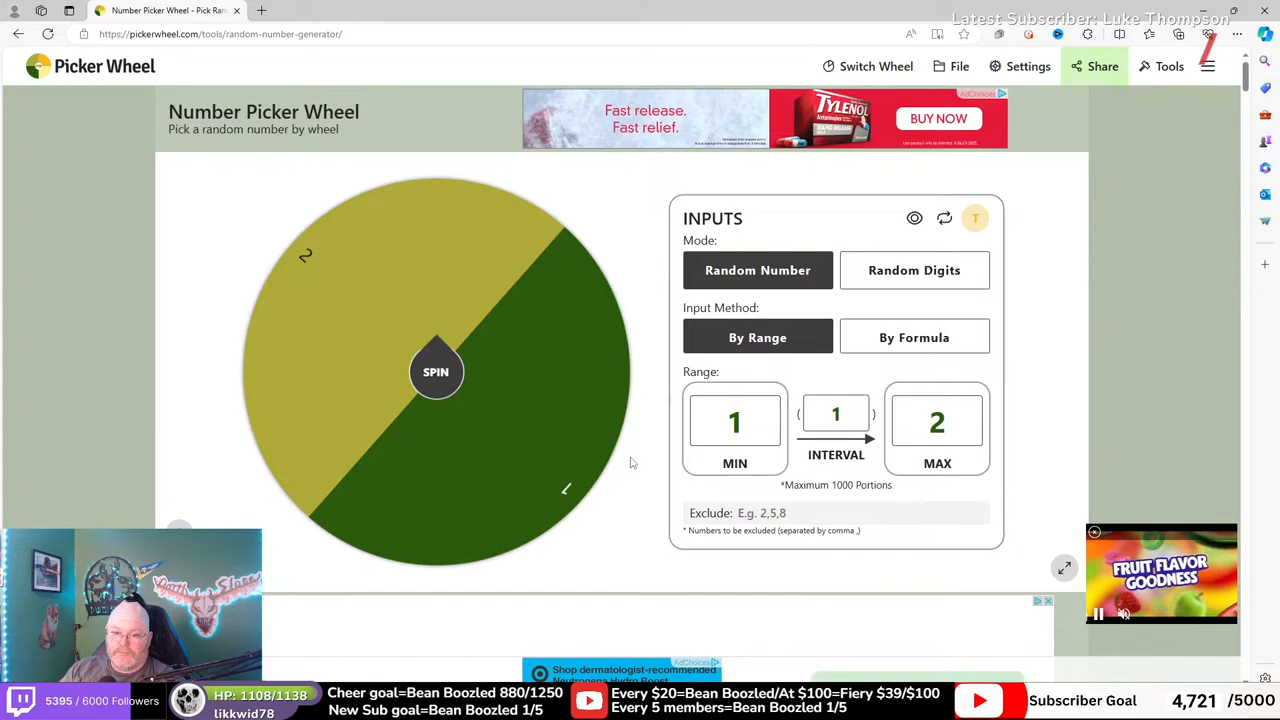 Latest Subscriber: Luke Thompson
Number Picker Wheel - Pick Ran
https://pickerwheel.com/tools/random-number-generator/
Picker Wheel
Switch Wheel
File
Settings
Share
Tools
Number Picker Wheel
Pick a random number by wheel
Fast release.
Fast relief.
TYLENOL
BUY NOW
AdChoices
2
1
SPIN
INPUTS
T
Mode:
Random Number
Random Digits
Input Method:
By Range
By Formula
Range:
1
MIN
( 1 )
INTERVAL
2
MAX
*Maximum 1000 Portions
Exclude: E.g. 2,5,8
* Numbers to be excluded (separated by comma ,)
FRUIT FLAVOR
GOODNESS
Shop dermatologist-recommended
AdChoices
5395 / 6000 Followers
HP: 1108/1138
likkwid78
Cheer goal=Bean Boozled 880/1250
New Sub goal=Bean Boozled 1/5
Every $20=Bean Boozled/At $100=Fiery $39/$100
Every 5 members=Bean Boozled 1/5
Subscriber Goal
4,721 /5000